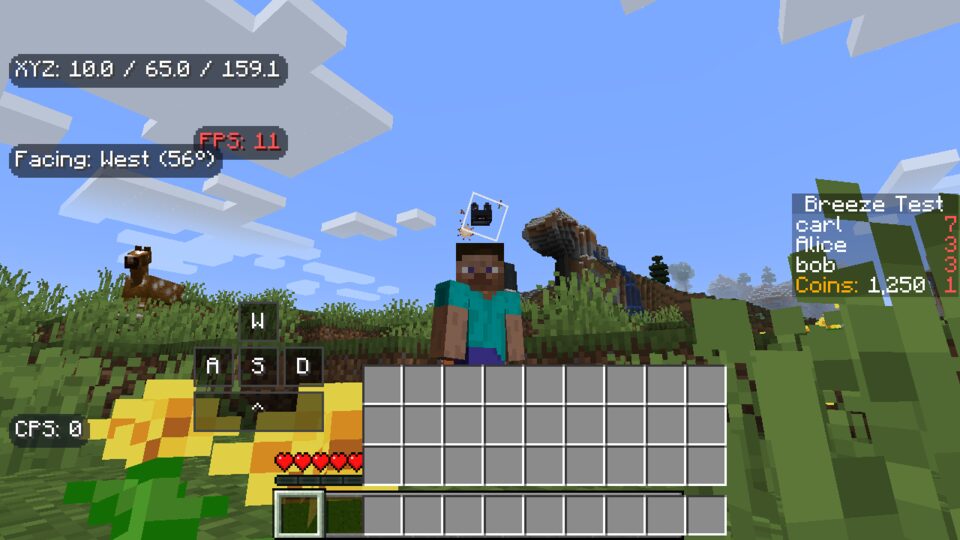 XYZ: 10.0 / 65.0 / 159.1
FPS: 11
Facing: West (56°)
Breeze Test
carl 7
Alice 3
bob 3
Coins: 1,250 1
W
A S D
^
CPS: 0